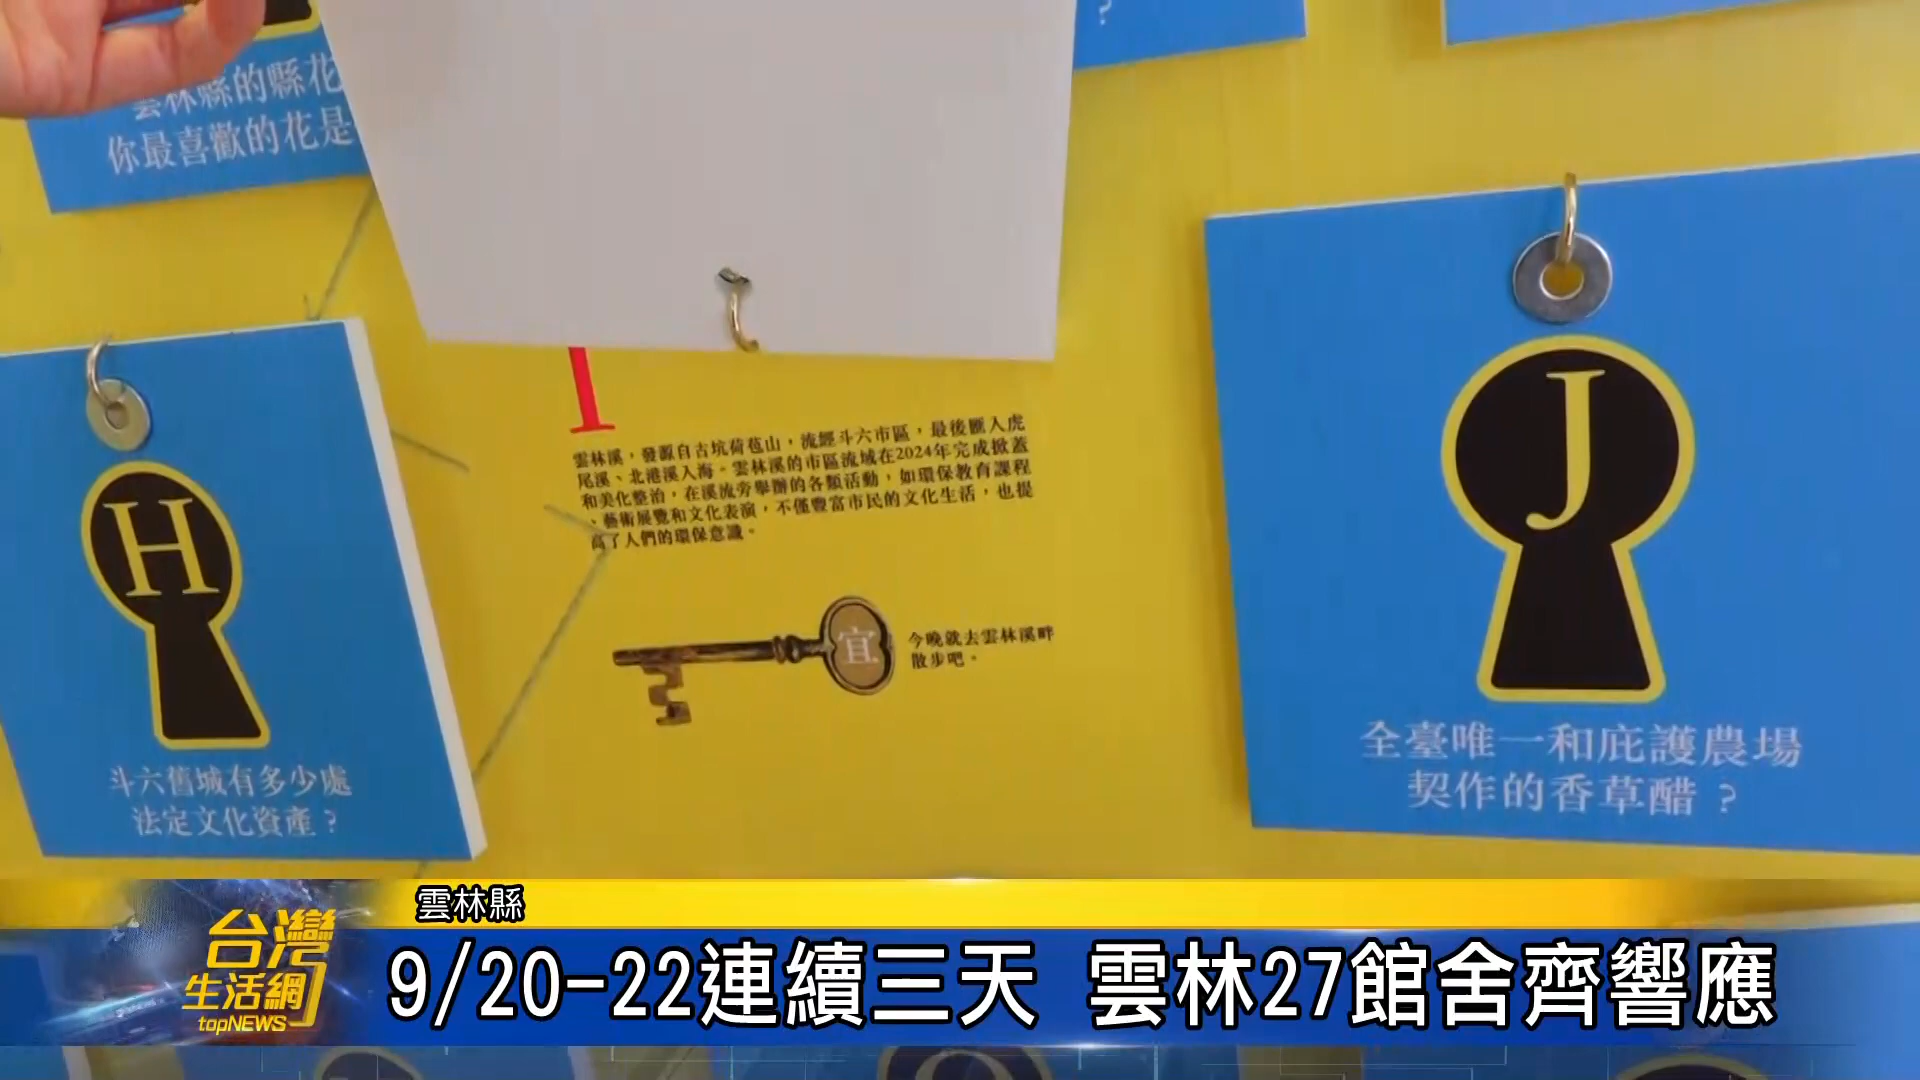 ?
雲林縣的縣花
你最喜歡的花是
I
雲林溪，發源自古坑荷苞山，流經斗六市區，最後匯入虎
尾溪、北港溪入海。雲林溪的市區流域在2024年完成掀蓋
和美化整治，在溪流旁舉辦的各類活動，如環保教育課程
、藝術展覽和文化表演，不僅豐富市民的文化生活，也提
高了人們的環保意識。
宜
今晚就去雲林溪畔
散步吧。
H
斗六舊城有多少處
法定文化資產？
J
全臺唯一和庇護農場
契作的香草醋？
雲林縣
台灣
生活網
topNEWS
9/20-22連續三天 雲林27館舍齊響應